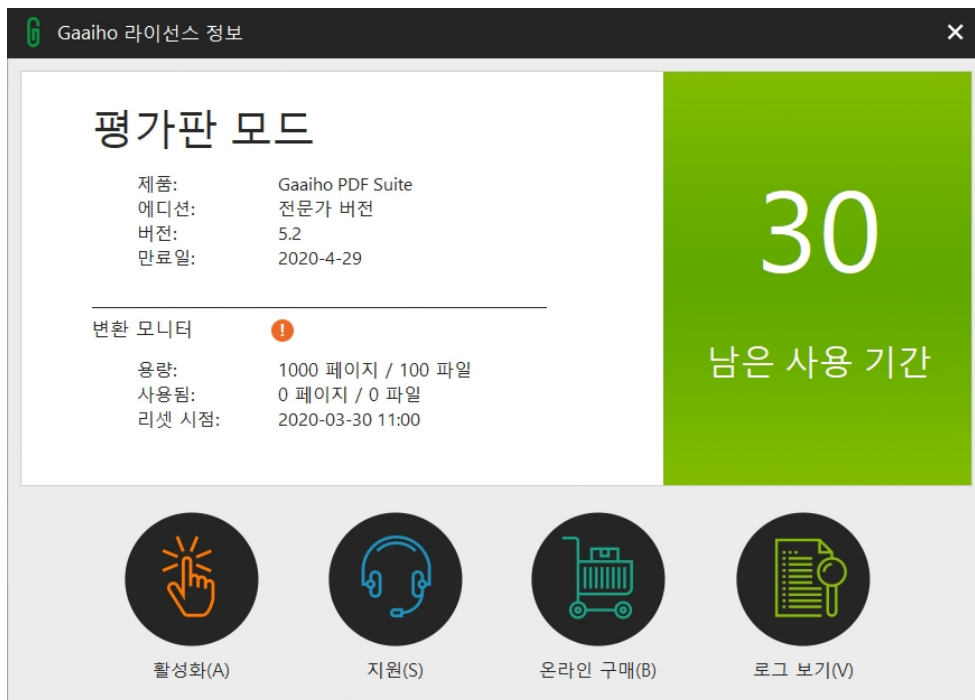 Gaaiho 라이선스 정보
평가판 모드
제품: Gaaiho PDF Suite
에디션: 전문가 버전
버전: 5.2
만료일: 2020-4-29
변환 모니터
용량: 1000 페이지 / 100 파일
사용됨: 0 페이지 / 0 파일
리셋 시점: 2020-03-30 11:00
30
남은 사용 기간
활성화(A)
지원(S)
온라인 구매(B)
로그 보기(V)